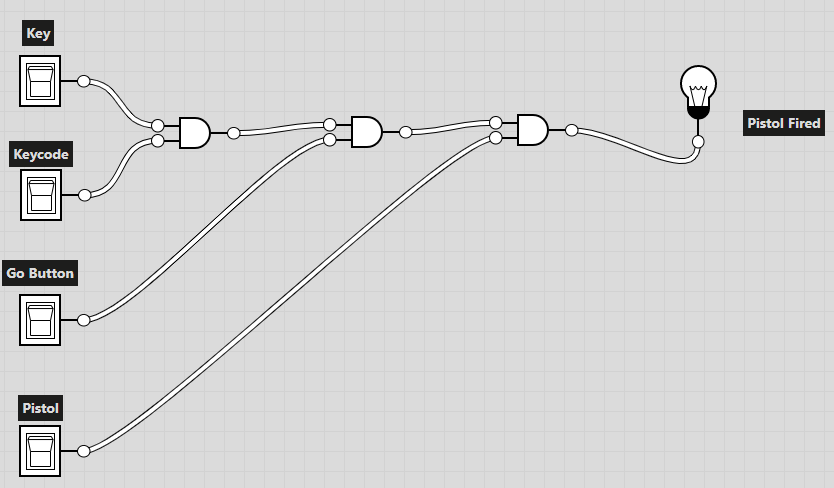 Key
Pistol Fired
Keycode
Go Button
Pistol